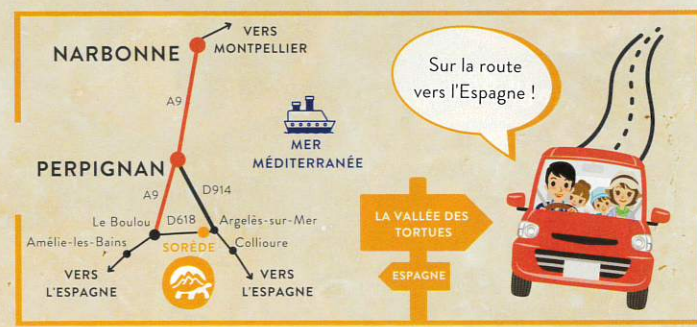 VERS
MONTPELLIER
NARBONNE
A9
MER
MÉDITERRANÉE
PERPIGNAN
A9
D914
Le Boulou
D618
Argelès-sur-Mer
Amélie-les-Bains
SORÈDE
Collioure
VERS
L'ESPAGNE
VERS
L'ESPAGNE
Sur la route
vers l'Espagne !
LA VALLÉE DES
TORTUES
ESPAGNE